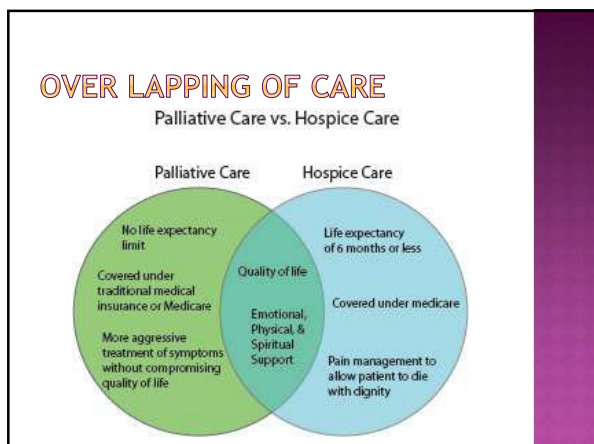 OVER LAPPING OF CARE
Palliative Care vs. Hospice Care
Palliative Care
Hospice Care
No life expectancy
limit
Covered under
traditional medical
insurance or Medicare
More aggressive
treatment of symptoms
without compromising
quality of life
Quality of life
Emotional,
Physical, &
Spiritual
Support
Life expectancy
of 6 months or less
Covered under medicare
Pain management to
allow patient to die
with dignity